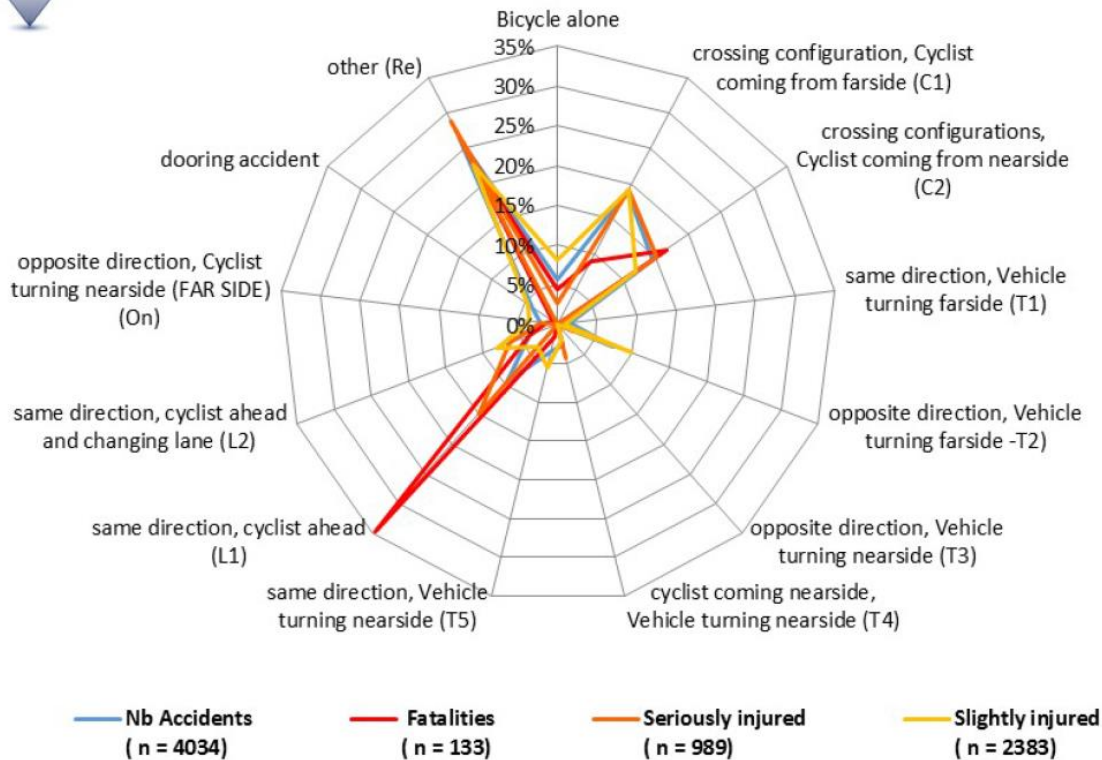 Bicycle alone
35%
30%
25%
20%
15%
10%
5%
0%
crossing configuration, Cyclist
coming from farside (C1)
crossing configurations,
Cyclist coming from nearside
(C2)
same direction, Vehicle
turning farside (T1)
opposite direction, Vehicle
turning farside -T2)
opposite direction, Vehicle
turning nearside (T3)
cyclist coming nearside,
Vehicle turning nearside (T4)
same direction, Vehicle
turning nearside (T5)
same direction, cyclist ahead
(L1)
same direction, cyclist ahead
and changing lane (L2)
opposite direction, Cyclist
turning nearside (FAR SIDE)
(On)
dooring accident
other (Re)
Nb Accidents
( n = 4034)
Fatalities
( n = 133)
Seriously injured
( n = 989)
Slightly injured
( n = 2383)